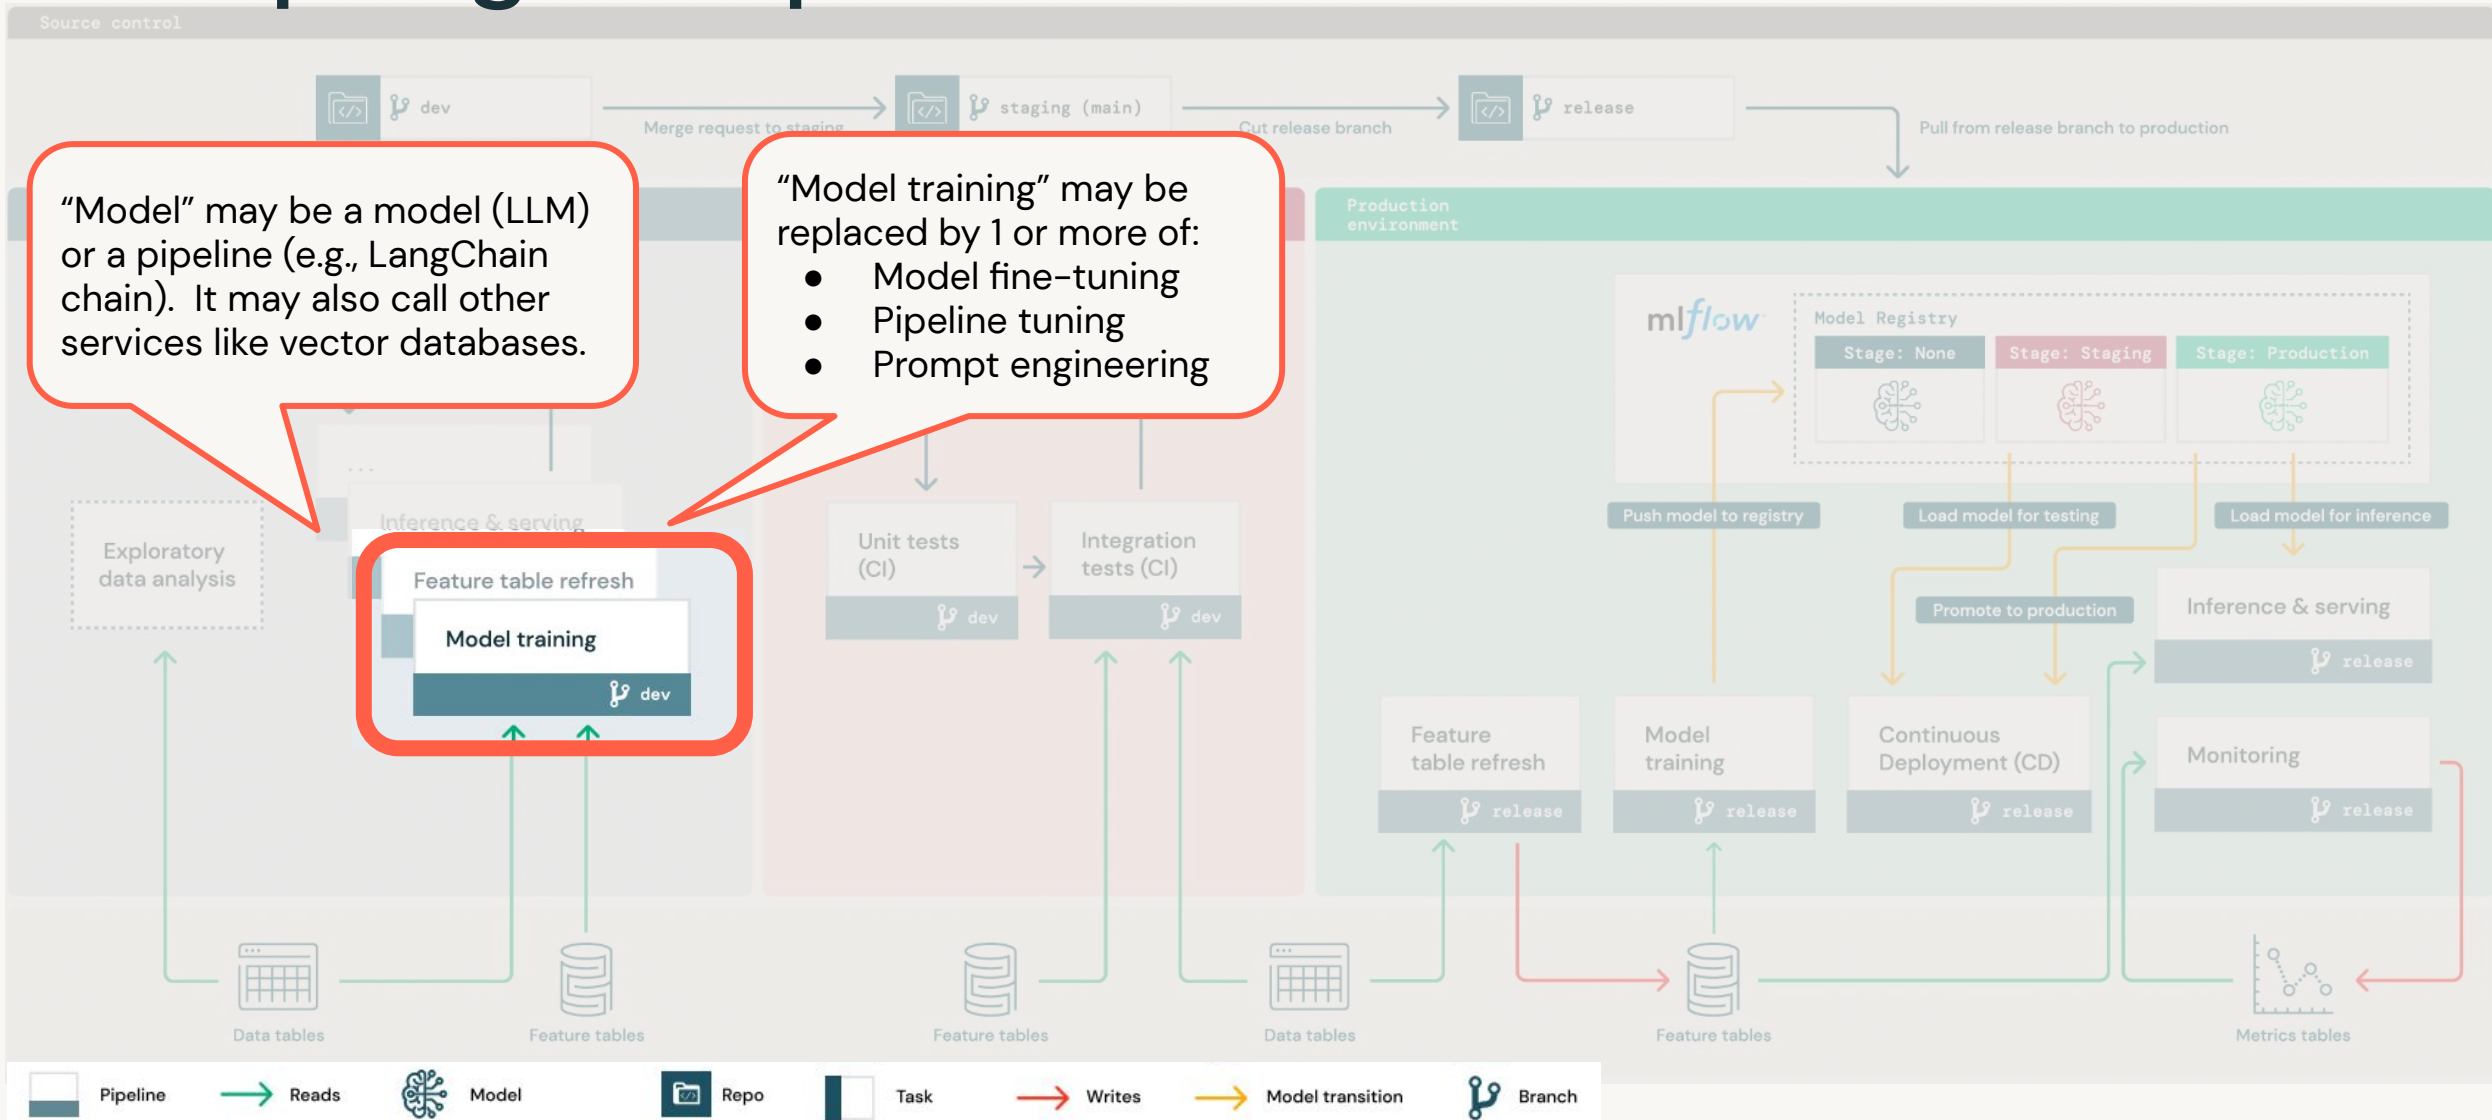 Source control
dev
Merge request to staging
staging (main)
Cut release branch
release
Pull from release branch to production
“Model” may be a model (LLM)
or a pipeline (e.g., LangChain
chain). It may also call other
services like vector databases.
“Model training” may be
replaced by 1 or more of:
● Model fine-tuning
● Pipeline tuning
● Prompt engineering
Production
environment
mlflow
Model Registry
Stage: None
Stage: Staging
Stage: Production
...
Inference & serving
Feature table refresh
Model training
dev
Exploratory
data analysis
Unit tests
(CI)
dev
Integration
tests (CI)
dev
Push model to registry
Load model for testing
Load model for inference
Promote to production
Inference & serving
release
Feature
table refresh
release
Model
training
release
Continuous
Deployment (CD)
release
Monitoring
release
Data tables
Feature tables
Feature tables
Data tables
Feature tables
Metrics tables
Pipeline
Reads
Model
Repo
Task
Writes
Model transition
Branch